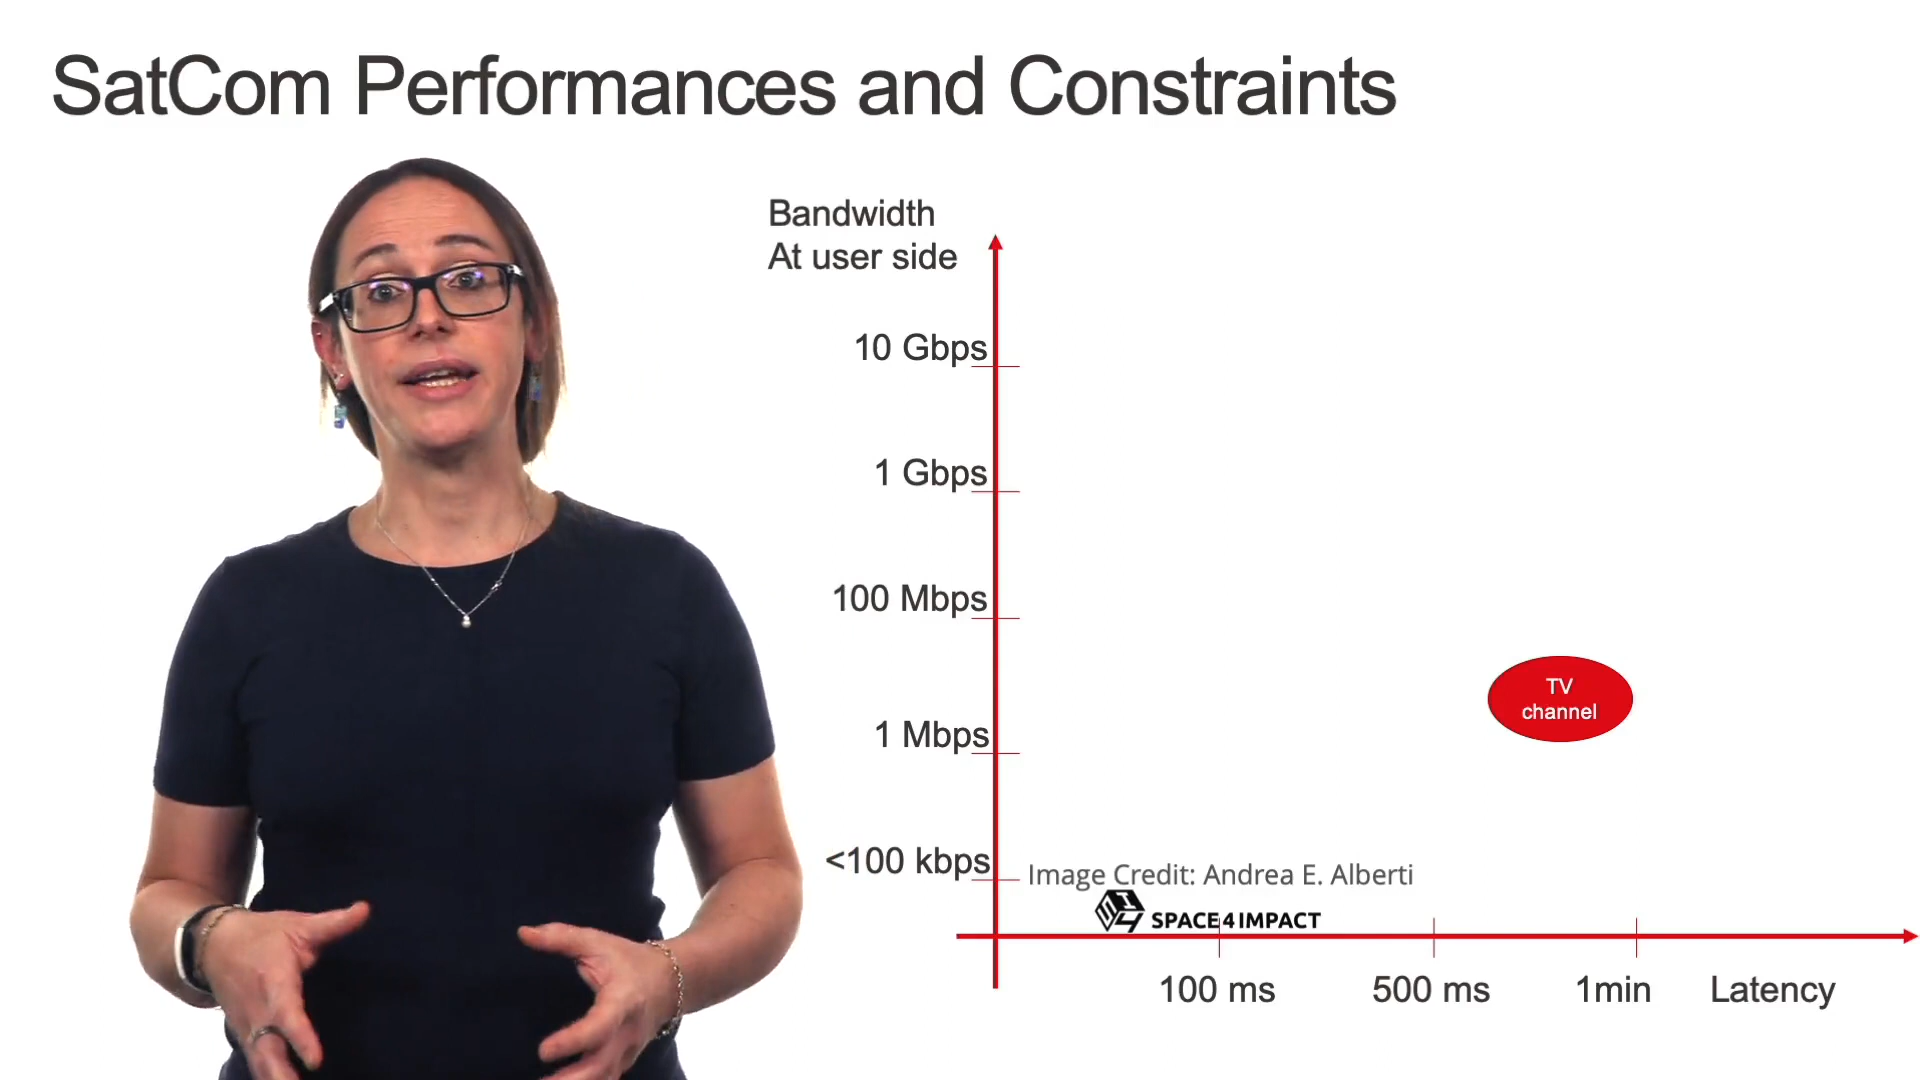 SatCom Performances and Constraints
Bandwidth
At user side
10 Gbps
1 Gbps
100 Mbps
TV
channel
1 Mbps
<100 kbps
Image Credit: Andrea E. Alberti
SPACE4IMPACT
100 ms
500 ms
1min
Latency